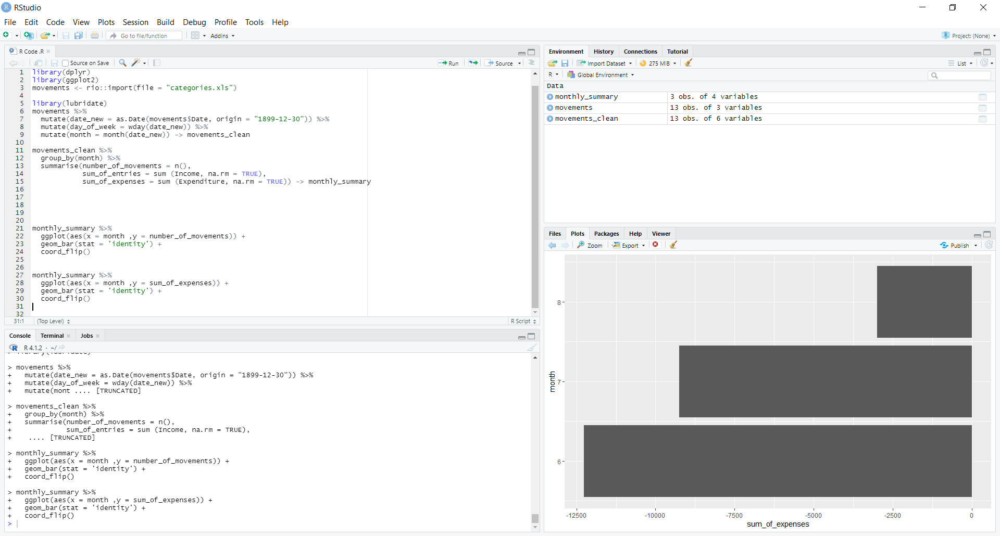 RStudio
File Edit Code View Plots Session Build Debug Profile Tools Help
Go to file/function Addins
Project: (None)
R Code .R
Source on Save Run Source
1 library(dplyr)
2 library(ggplot2)
3 movements <- rio::import(file = "categories.xls")
4
5 library(lubridate)
6 movements %>%
7 mutate(date_new = as.Date(movements$Date, origin = "1899-12-30")) %>%
8 mutate(day_of_week = wday(date_new)) %>%
9 mutate(month = month(date_new)) -> movements_clean
10
11 movements_clean %>%
12 group_by(month) %>%
13 summarise(number_of_movements = n(),
14 sum_of_entries = sum (Income, na.rm = TRUE),
15 sum_of_expenses = sum (Expenditure, na.rm = TRUE)) -> monthly_summary
16
17
18
19
20
21 monthly_summary %>%
22 ggplot(aes(x = month ,y = number_of_movements)) +
23 geom_bar(stat = 'identity') +
24 coord_flip()
25
26
27 monthly_summary %>%
28 ggplot(aes(x = month ,y = sum_of_expenses)) +
29 geom_bar(stat = 'identity') +
30 coord_flip()
31
32
31:1 (Top Level) R Script
Console Terminal Jobs
R 4.1.2 · ~/
> library(lubridate)
> movements %>%
+ mutate(date_new = as.Date(movements$Date, origin = "1899-12-30")) %>%
+ mutate(day_of_week = wday(date_new)) %>%
+ mutate(mont .... [TRUNCATED]
> movements_clean %>%
+ group_by(month) %>%
+ summarise(number_of_movements = n(),
+ sum_of_entries = sum (Income, na.rm = TRUE),
+ .... [TRUNCATED]
> monthly_summary %>%
+ ggplot(aes(x = month ,y = number_of_movements)) +
+ geom_bar(stat = 'identity') +
+ coord_flip()
> monthly_summary %>%
+ ggplot(aes(x = month ,y = sum_of_expenses)) +
+ geom_bar(stat = 'identity') +
+ coord_flip()
>
Environment History Connections Tutorial
Import Dataset 275 MiB List
R Global Environment
Data
monthly_summary 3 obs. of 4 variables
movements 13 obs. of 3 variables
movements_clean 13 obs. of 6 variables
Files Plots Packages Help Viewer
Zoom Export Publish
8
month
7
6
-12500 -10000 -7500 -5000 -2500 0
sum_of_expenses